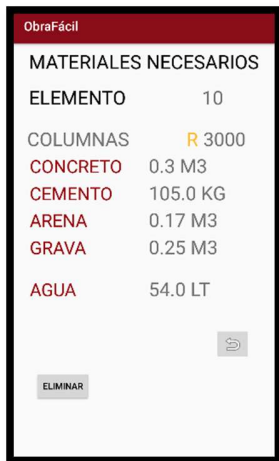 ObraFácil
MATERIALES NECESARIOS
ELEMENTO 10
COLUMNAS R 3000
CONCRETO 0.3 M3
CEMENTO 105.0 KG
ARENA 0.17 M3
GRAVA 0.25 M3
AGUA 54.0 LT
ELIMINAR